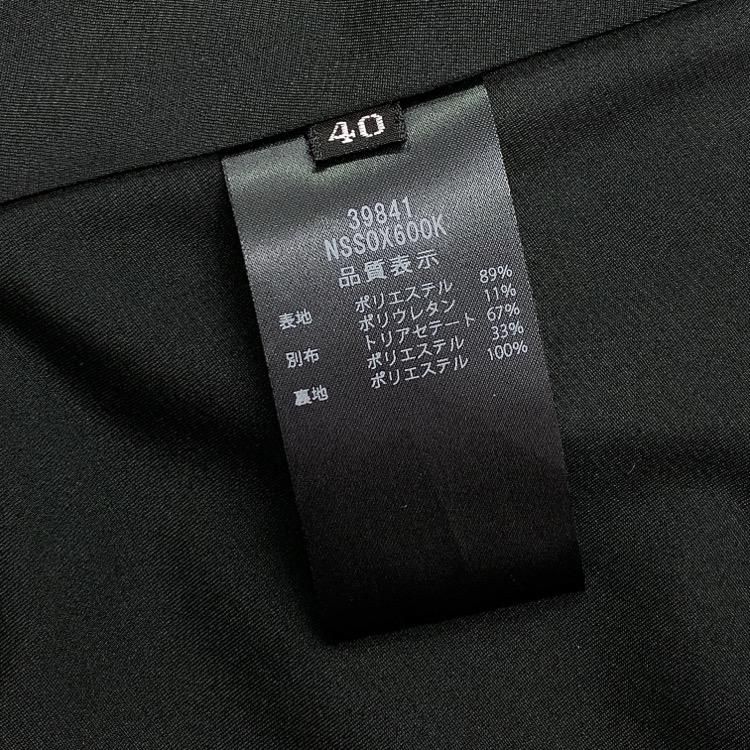 40
39841
NSSOX600K
品質表示
表地 ポリエステル 89%
ポリウレタン 11%
別布 トリアセテート 67%
ポリエステル 33%
裏地 ポリエステル 100%